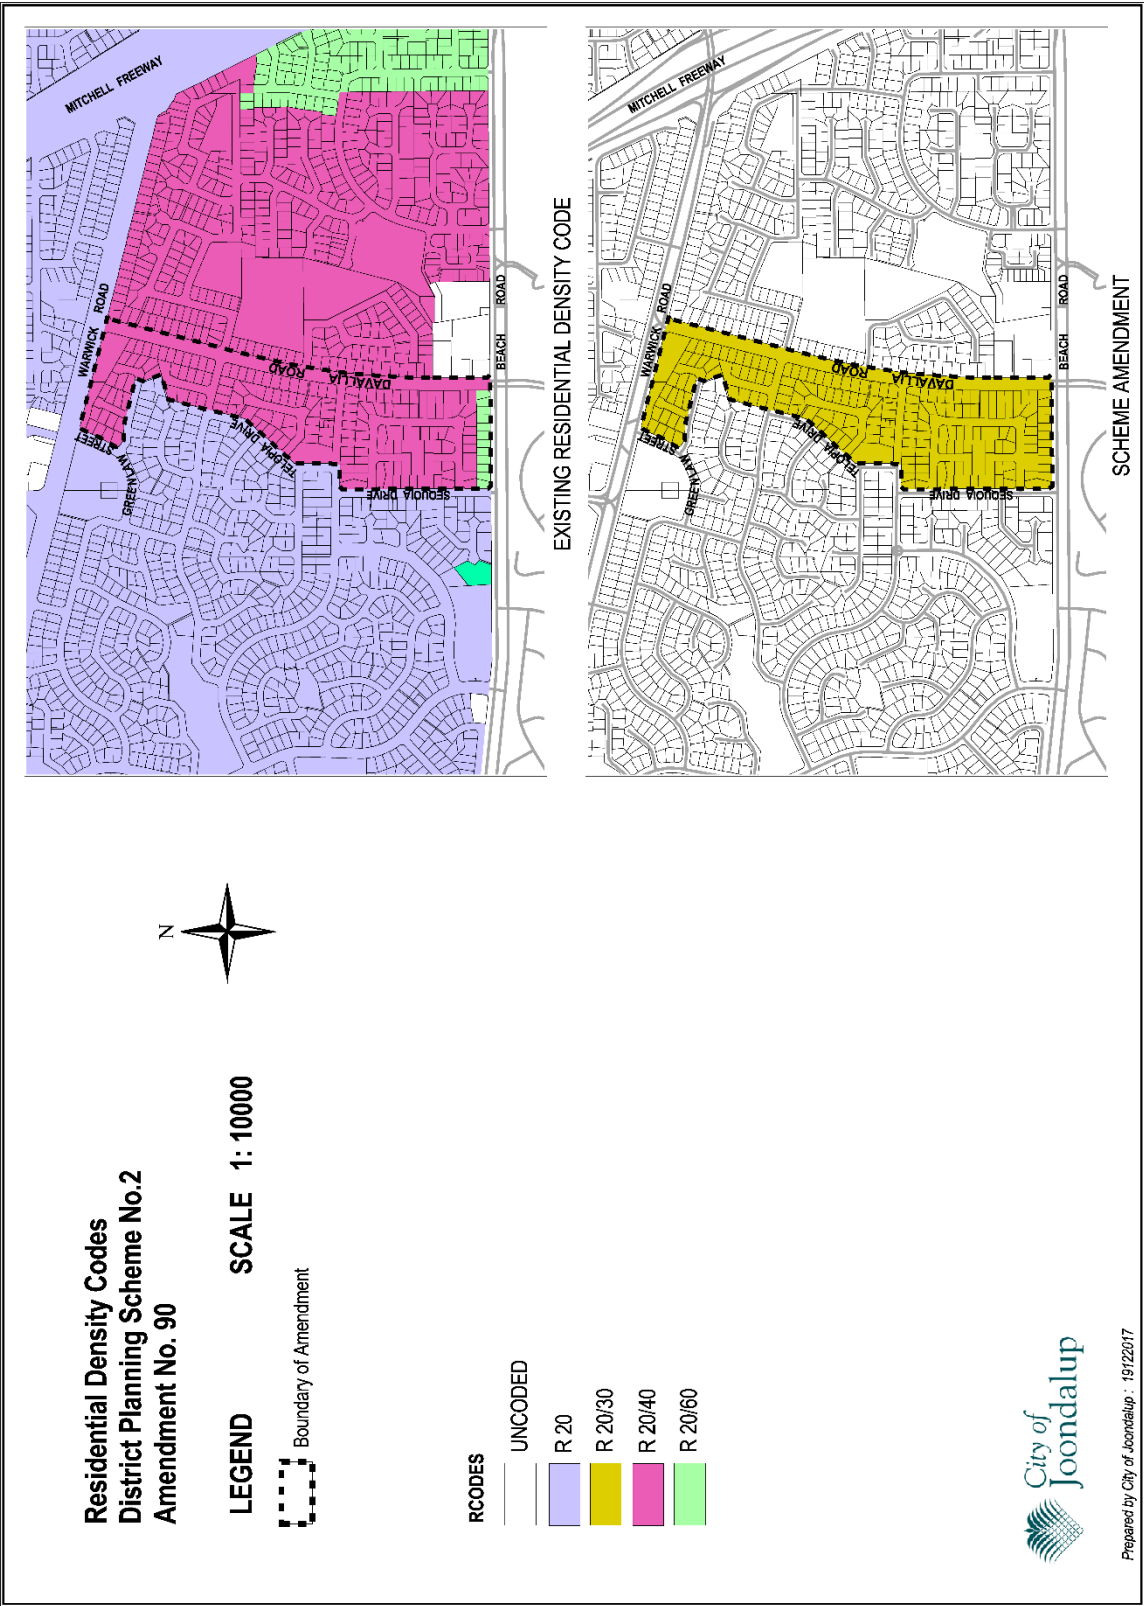 Residential Density Codes
District Planning Scheme No.2
Amendment No. 90
LEGEND
SCALE 1: 10000
Boundary of Amendment
RCODES
UNCODED
R 20
R 20/30
R 20/40
R 20/60
N
City of
Joondalup
Prepared by City of Joondalup : 19122017
MITCHELL FREEWAY
WARWICK ROAD
GREENLAW STREET
TELOPIA DRIVE
DAVALLIA ROAD
SEQUOIA DRIVE
BEACH ROAD
EXISTING RESIDENTIAL DENSITY CODE
MITCHELL FREEWAY
WARWICK ROAD
GREENLAW STREET
TELOPIA DRIVE
DAVALLIA ROAD
SEQUOIA DRIVE
BEACH ROAD
SCHEME AMENDMENT